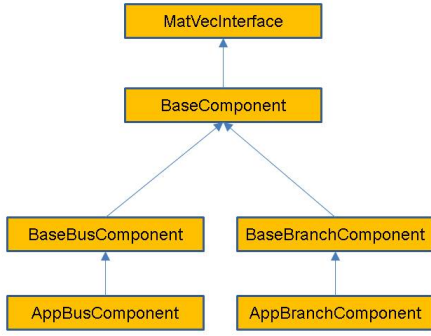 MatVecInterface
BaseComponent
BaseBusComponent
BaseBranchComponent
AppBusComponent
AppBranchComponent